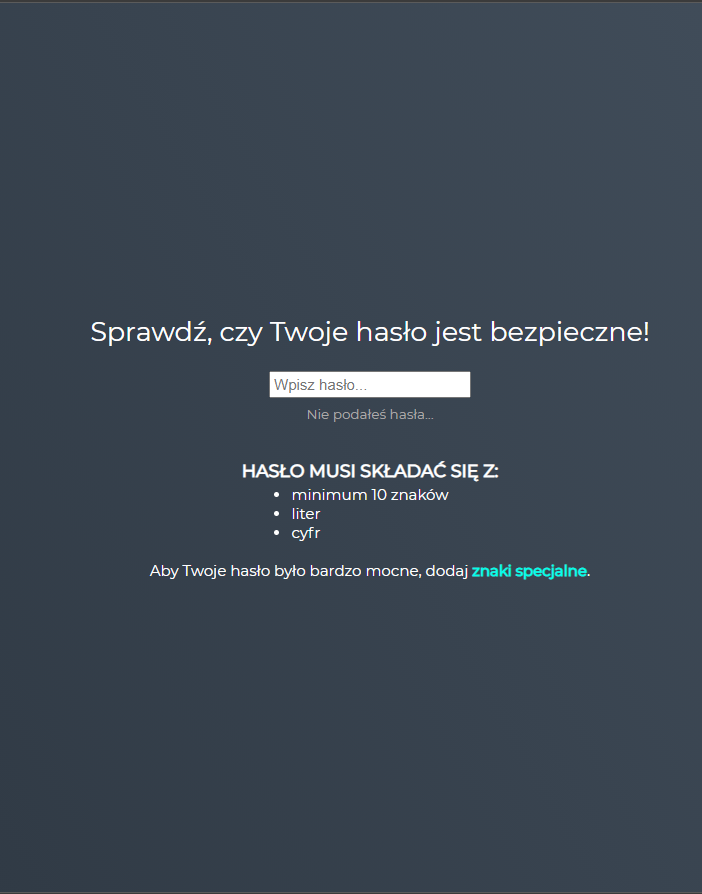 Sprawdź, czy Twoje hasło jest bezpieczne!
Wpisz hasło...
Nie podałeś hasła...
HASŁO MUSI SKŁADAĆ SIĘ Z:
minimum 10 znaków
liter
cyfr
Aby Twoje hasło było bardzo mocne, dodaj znaki specjalne.